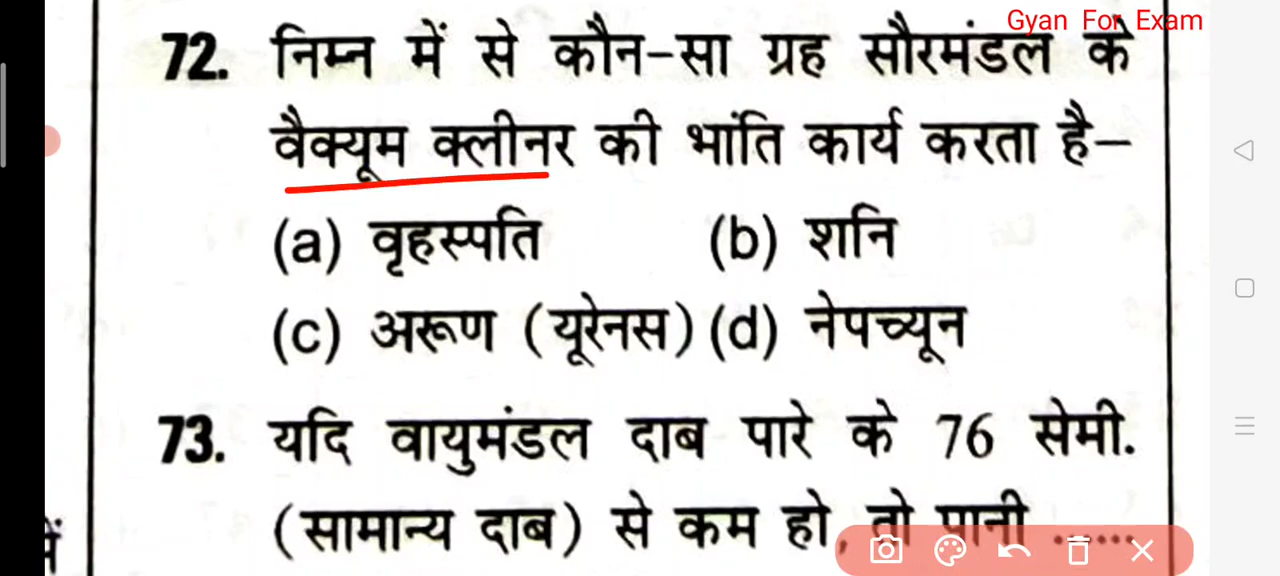 Gyan For Exam
72. निम्न में से कौन-सा ग्रह सौरमंडल के
वैक्यूम क्लीनर की भांति कार्य करता है–
(a) वृहस्पति (b) शनि
(c) अरूण (यूरेनस) (d) नेपच्यून
73. यदि वायुमंडल दाब पारे के 76 सेमी.
(सामान्य दाब) से कम हो, तो पानी ......
में